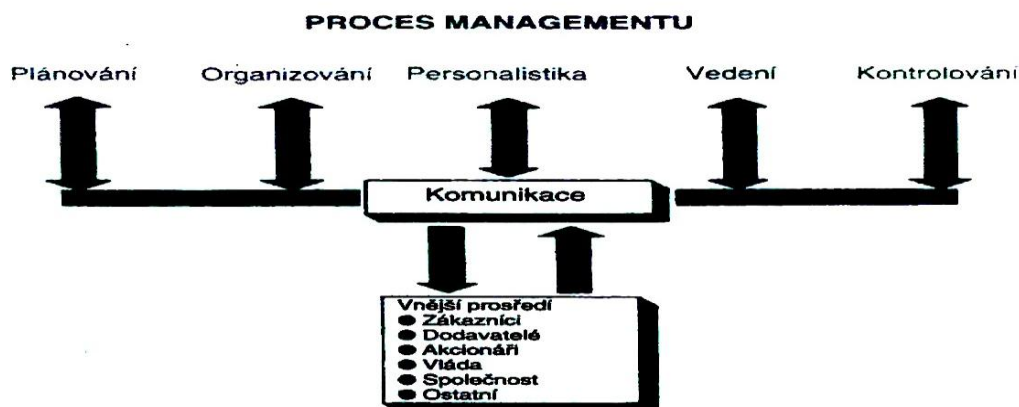 PROCES MANAGEMENTU
Plánování Organizování Personalistika Vedení Kontrolování
Komunikace
Vnější prosředí
● Zákazníci
● Dodavatelé
● Akcionáři
● Vláda
● Společnost
● Ostatní